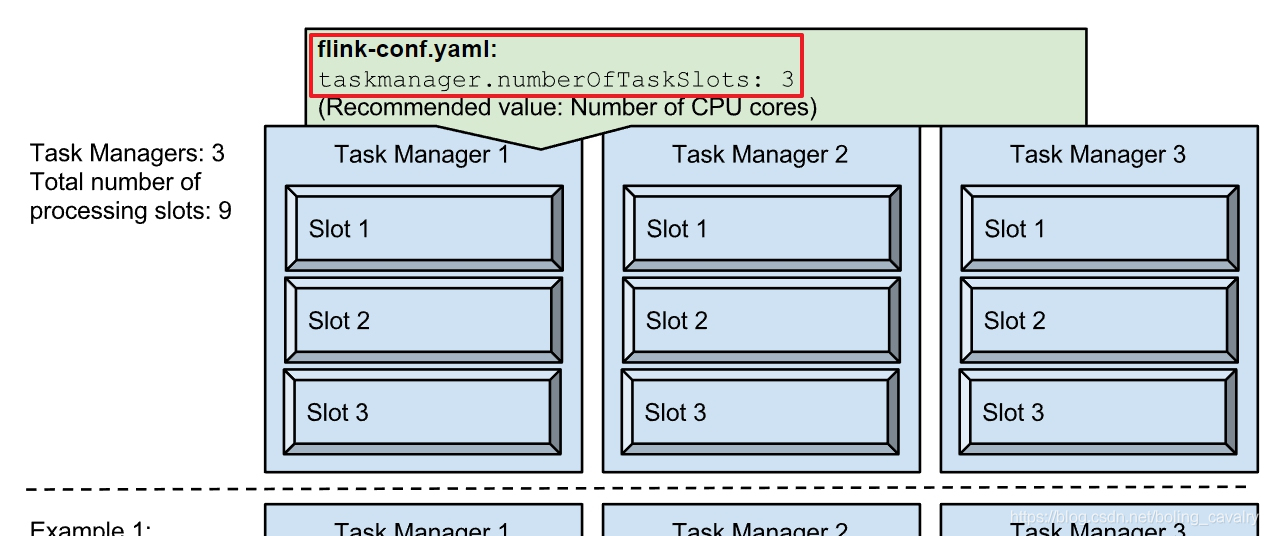 flink-conf.yaml:
taskmanager.numberOfTaskSlots: 3
(Recommended value: Number of CPU cores)
Task Managers: 3
Total number of
processing slots: 9
Task Manager 1
Task Manager 2
Task Manager 3
Slot 1
Slot 1
Slot 1
Slot 2
Slot 2
Slot 2
Slot 3
Slot 3
Slot 3
Example 1:
Task Manager 1
Task Manager 2
Task Manager 3
https://blog.csdn.net/boling_cavalry